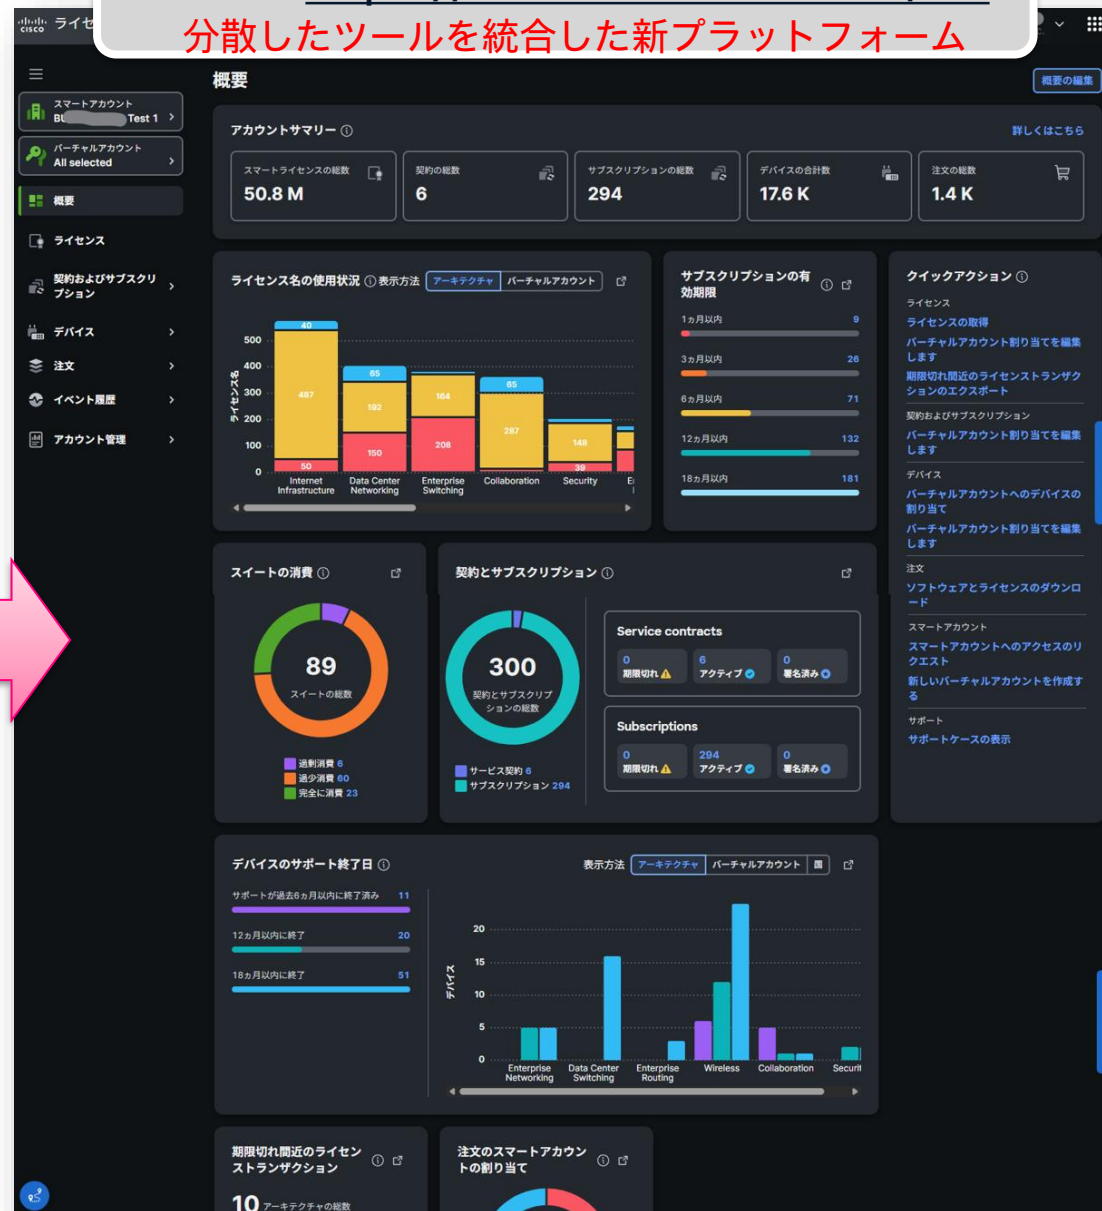 分散したツールを統合した新プラットフォーム
CISCO
ライセ
スマートアカウント
BU Test 1
バーチャルアカウント
All selected
概要
ライセンス
契約およびサブスクリ
プション
デバイス
注文
イベント履歴
アカウント管理
概要
概要の編集
アカウントサマリー
詳しくはこちら
スマートライセンスの総数
50.8 M
契約の総数
6
サブスクリプションの総数
294
デバイスの合計数
17.6 K
注文の総数
1.4 K
ライセンス名の使用状況 表示方法 アーキテクチャ バーチャルアカウント
ライセンス名
500
400
300
200
100
0
40
487
50
65
192
150
164
208
65
287
148
39
Internet
Infrastructure
Data Center
Networking
Enterprise
Switching
Collaboration
Security
サブスクリプションの有
効期限
1ヵ月以内 9
3ヵ月以内 26
6ヵ月以内 71
12ヵ月以内 132
18ヵ月以内 181
クイックアクション
ライセンス
ライセンスの取得
バーチャルアカウント割り当てを編集
します
期限切れ間近のライセンストランザク
ションのエクスポート
契約およびサブスクリプション
バーチャルアカウント割り当てを編集
します
デバイス
バーチャルアカウントへのデバイスの
割り当て
バーチャルアカウント割り当てを編集
します
注文
ソフトウェアとライセンスのダウンロ
ード
スマートアカウント
スマートアカウントへのアクセスのリ
クエスト
新しいバーチャルアカウントを作成す
る
サポート
サポートケースの表示
スイートの消費
89
スイートの総数
過剰消費 6
過少消費 60
完全に消費 23
契約とサブスクリプション
300
契約とサブスクリプ
ションの総数
サービス契約 6
サブスクリプション 294
Service contracts
0
期限切れ
6
アクティブ
0
署名済み
Subscriptions
0
期限切れ
294
アクティブ
0
署名済み
デバイスのサポート終了日
表示方法 アーキテクチャ バーチャルアカウント 国
サポートが過去6ヵ月以内に終了済み 11
12ヵ月以内に終了 20
18ヵ月以内に終了 51
デバイス
20
15
10
5
0
Enterprise
Networking
Data Center
Switching
Enterprise
Routing
Wireless
Collaboration
Securit
期限切れ間近のライセン
ストランザクション
10 アーキテクチャの総数
注文のスマートアカウン
トの割り当て